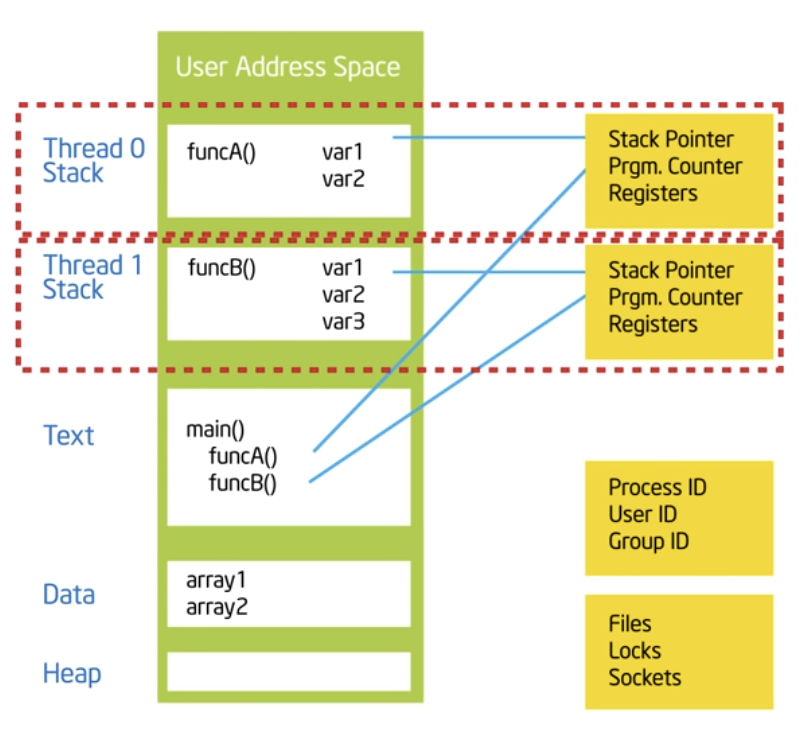 User Address Space
Thread 0
Stack
funcA() var1
var2
Stack Pointer
Prgm. Counter
Registers
Thread 1
Stack
funcB() var1
var2
var3
Stack Pointer
Prgm. Counter
Registers
Text
main()
funcA()
funcB()
Process ID
User ID
Group ID
Data
array1
array2
Files
Locks
Sockets
Heap